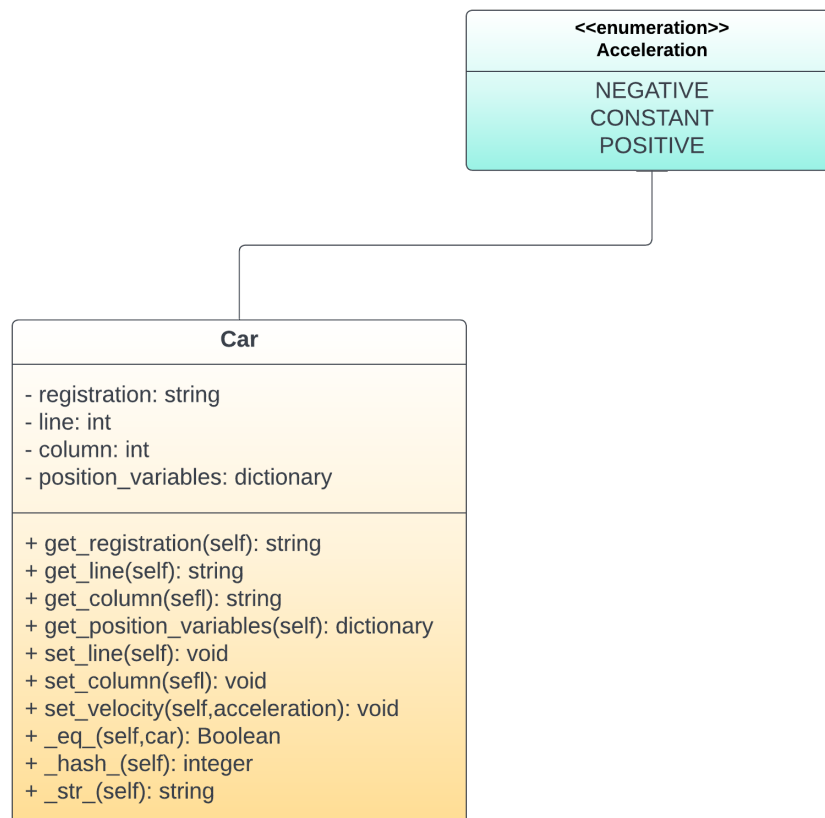 <<enumeration>>
Acceleration
NEGATIVE
CONSTANT
POSITIVE
Car
- registration: string
- line: int
- column: int
- position_variables: dictionary
+ get_registration(self): string
+ get_line(self): string
+ get_column(sefl): string
+ get_position_variables(self): dictionary
+ set_line(self): void
+ set_column(sefl): void
+ set_velocity(self,acceleration): void
+ _eq_(self,car): Boolean
+ _hash_(self): integer
+ _str_(self): string